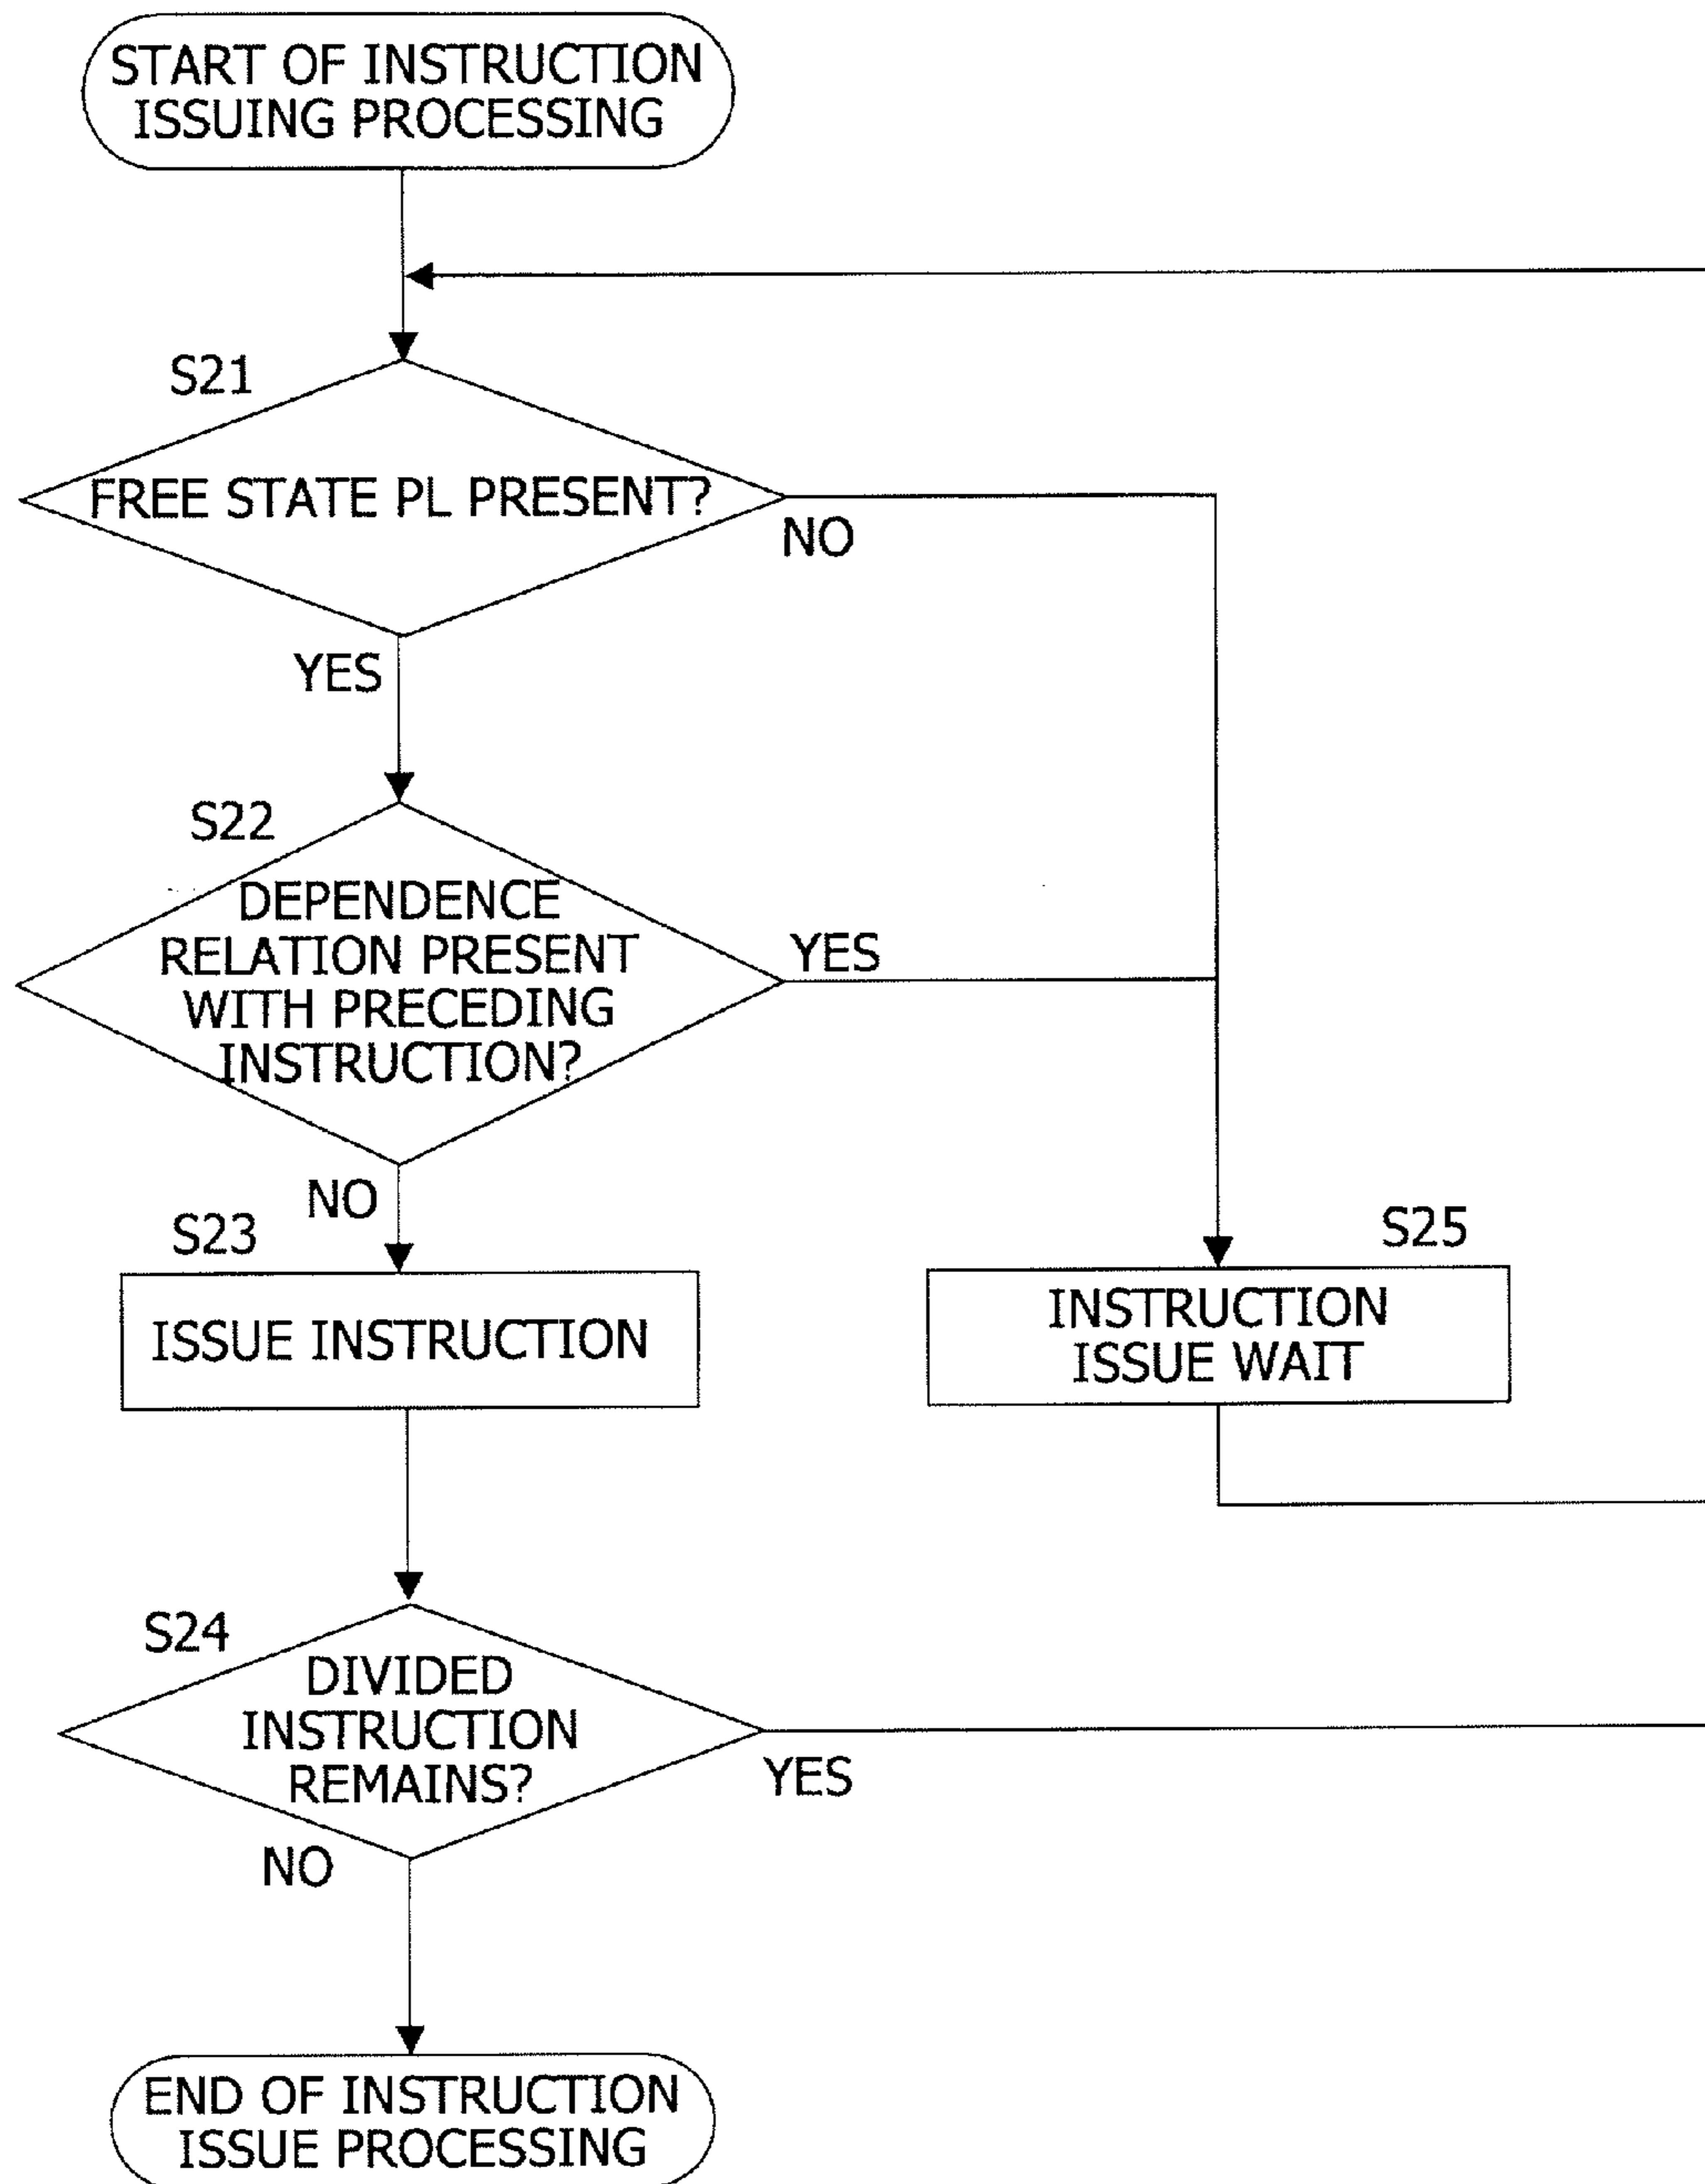 START OF INSTRUCTION
ISSUING PROCESSING
S21
FREE STATE PL PRESENT?
NO
YES
S22
DEPENDENCE
RELATION PRESENT
WITH PRECEDING
INSTRUCTION?
YES
NO
S23
ISSUE INSTRUCTION
S25
INSTRUCTION
ISSUE WAIT
S24
DIVIDED
INSTRUCTION
REMAINS?
YES
NO
END OF INSTRUCTION
ISSUE PROCESSING